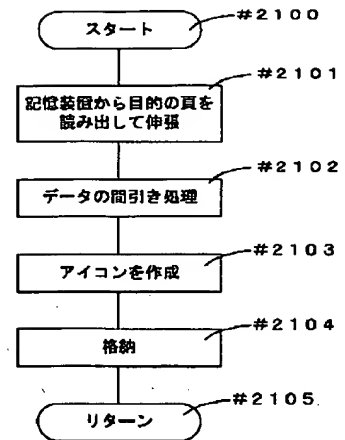 スタート
#2100
記憶装置から目的の頁を
読み出して伸張
#2101
データの間引き処理
#2102
アイコンを作成
#2103
格納
#2104
リターン
#2105